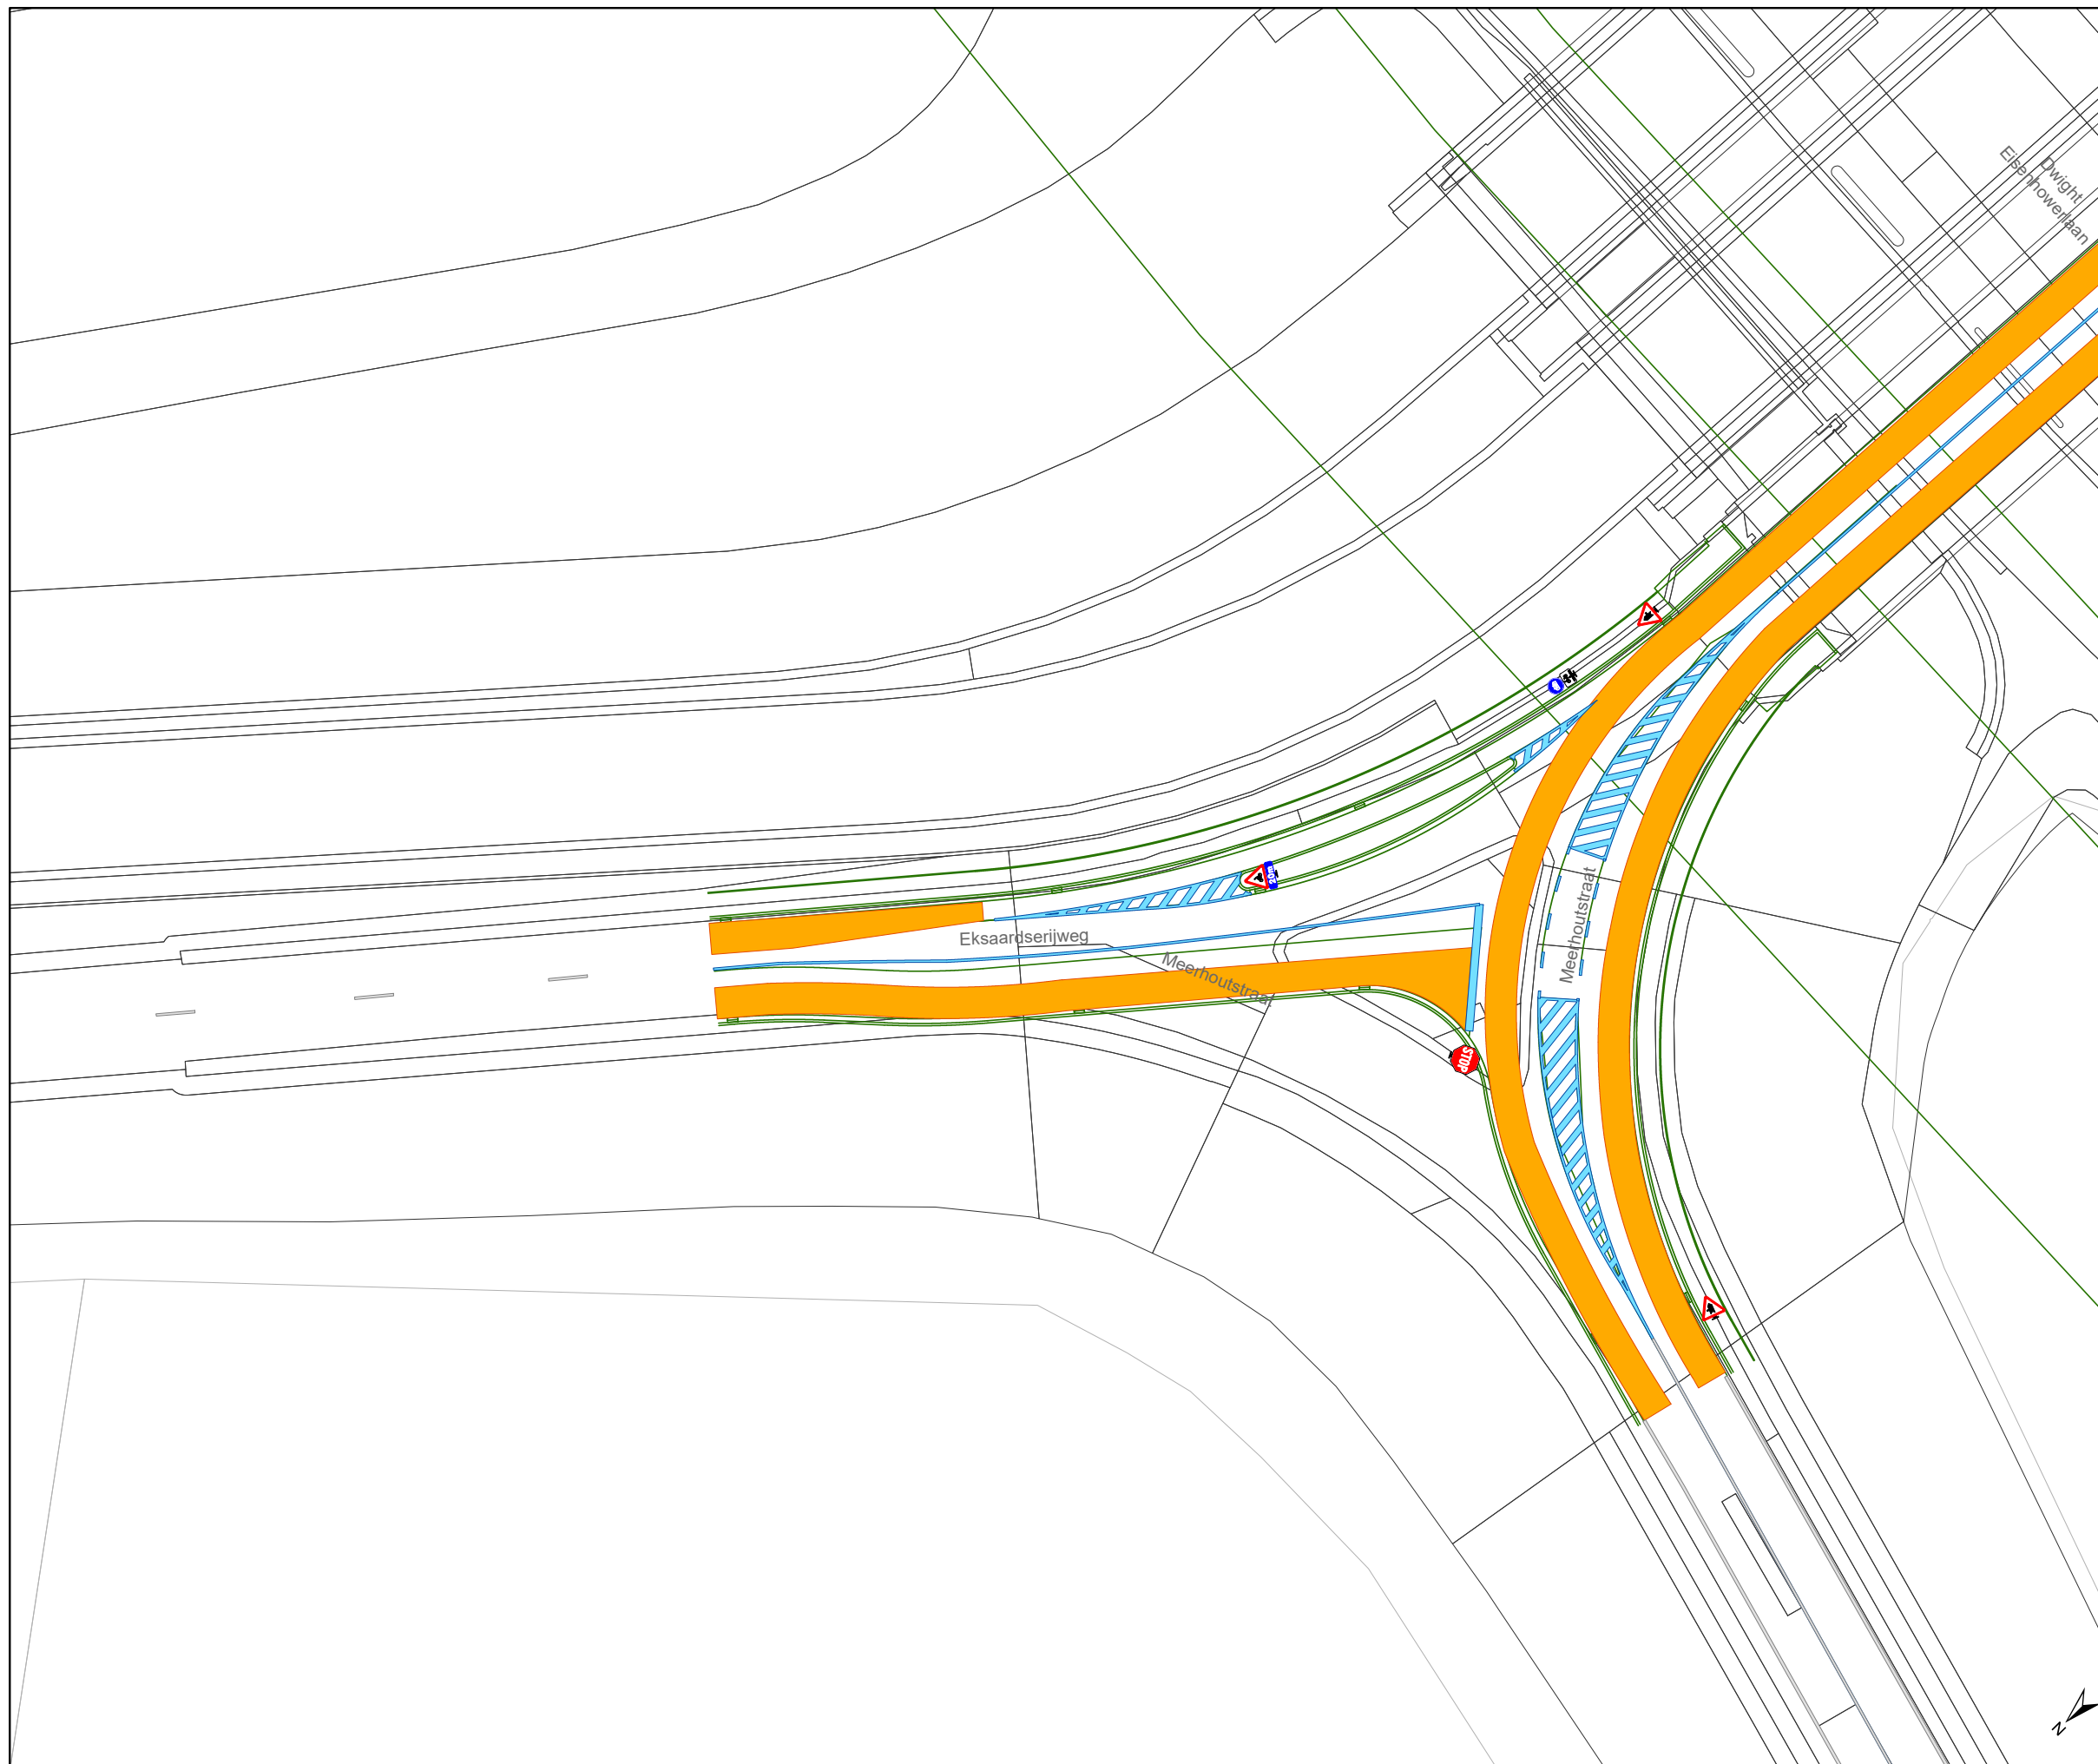 Dwight
Eisenhowerlaan
Eksaardserijweg
Meerhoutstraat
Meerhoutstraat
STOP
N